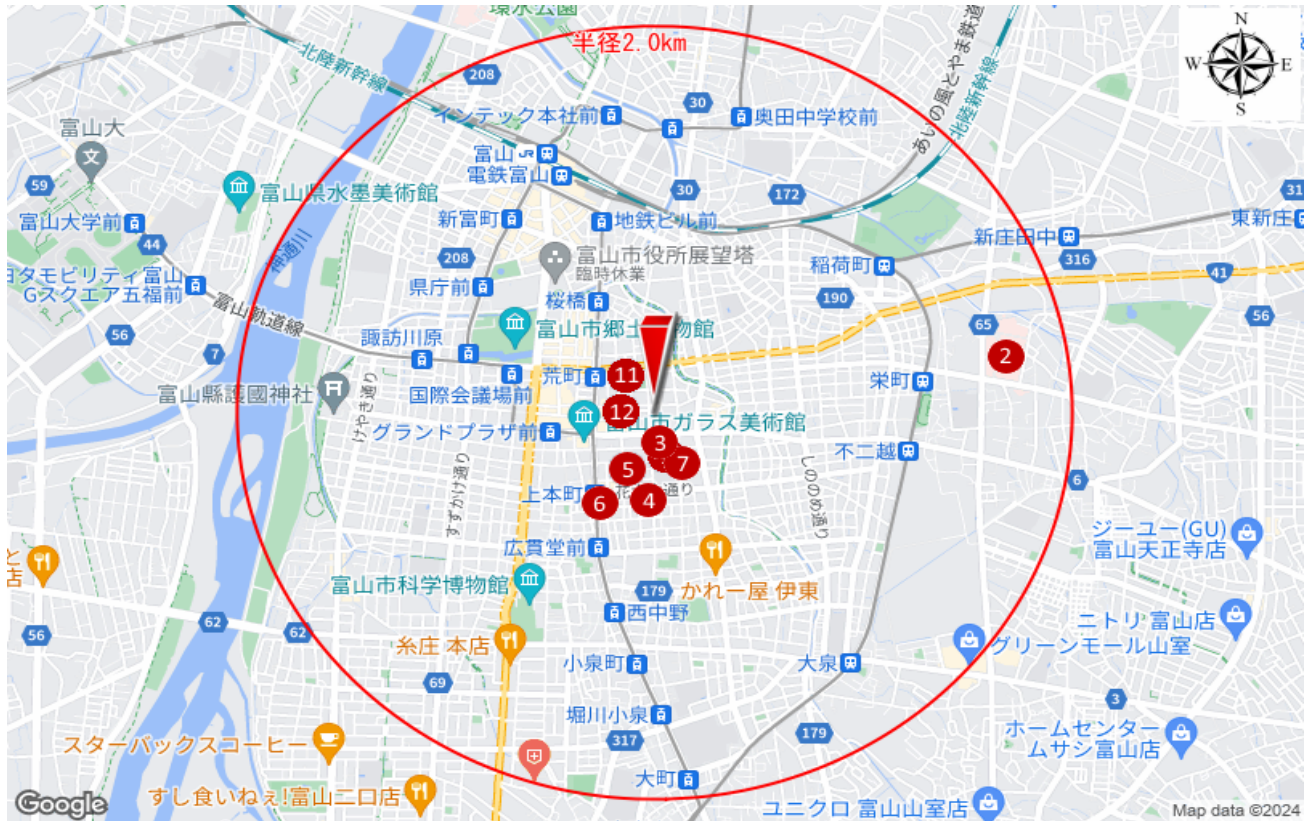 環水公園
半径2.0km
N
W E
S
北陸新幹線
208
30
インテック本社前
奥田中学校前
あいの風とやま鉄道
北陸新幹線
富山大
富山 JR
電鉄富山
59
富山県水墨美術館
30
172
31
富山大学前
新富町
地鉄ビル前
東新庄
44
神通川
208
富山市役所展望塔
臨時休業
新庄田中
316
稲荷町
41
ヨタモビリティ富山
Gスクエア五福前
県庁前
桜橋
190
富山軌道線
56
諏訪川原
富山市郷土 物館
65
56
7
2
富山縣護國神社
けやき通り
国際会議場前
荒町
11
栄町
12
グランドプラザ前
富山市ガラス美術館
3
不二越
5
7
しののめ通り
すずかけ通り
上本町
6
4
通り
6
広貫堂前
ジーユー(GU)
富山天正寺店
と
店
富山市科学博物館
179
かれー屋 伊東
62
62
西中野
ニトリ 富山店
56
糸庄 本店
グリーンモール山室
小泉町
大泉
69
3
堀川小泉
317
179
ホームセンター
ムサシ富山店
スターバックスコーヒー
大町
すし食いねぇ!富山二口店
ユニクロ 富山山室店
Google
Map data ©2024